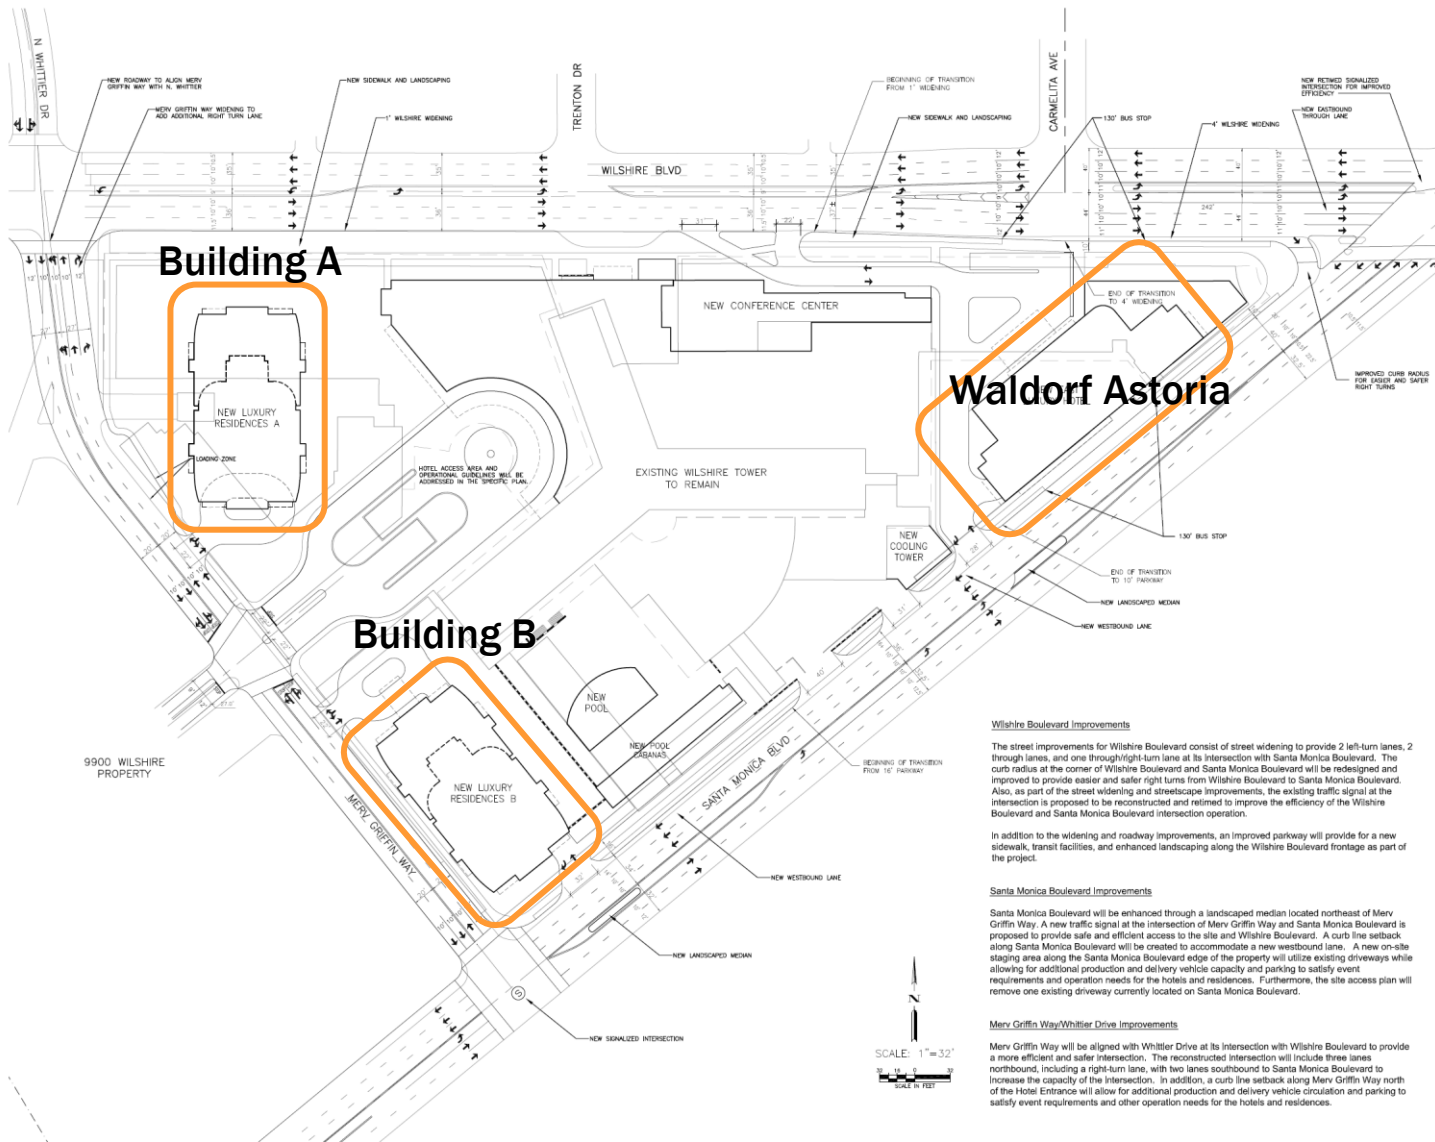 N WHITTIER DR
NEW ROADWAY TO ALIGN MERV
GRIFFIN WAY WITH N. WHITTIER
MERV GRIFFIN WAY WIDENING TO
ADD ADDITIONAL RIGHT TURN LANE
NEW SIDEWALK AND LANDSCAPING
1' WILSHIRE WIDENING
TRENTON DR
BEGINNING OF TRANSITION
FROM 1' WIDENING
NEW SIDEWALK AND LANDSCAPING
CARMELITA AVE
130' BUS STOP
4' WILSHIRE WIDENING
NEW RETIMED SIGNALIZED
INTERSECTION FOR IMPROVED
EFFICIENCY
NEW EASTBOUND
THROUGH LANE
WILSHIRE BLVD
242'
Building A
NEW CONFERENCE CENTER
END OF TRANSITION
TO 4' WIDENING
Waldorf Astoria
IMPROVED CURB RADIUS
FOR EASIER AND SAFER
RIGHT TURNS
NEW LUXURY
RESIDENCES A
LOADING ZONE
HOTEL ACCESS AREA AND
OPERATIONAL GUIDELINES WILL BE
ADDRESSED IN THE SPECIFIC PLAN.
EXISTING WILSHIRE TOWER
TO REMAIN
NEW
COOLING
TOWER
130' BUS STOP
END OF TRANSITION
TO 10' PARKWAY
NEW LANDSCAPED MEDIAN
NEW WESTBOUND LANE
Building B
NEW
POOL
NEW POOL
CABANAS
9900 WILSHIRE
PROPERTY
NEW LUXURY
RESIDENCES B
MERV GRIFFIN WAY
SANTA MONICA BLVD
BEGINNING OF TRANSITION
FROM 16' PARKWAY
NEW WESTBOUND LANE
NEW LANDSCAPED MEDIAN
S
NEW SIGNALIZED INTERSECTION
N
SCALE: 1"=32'
32 16 0 32
SCALE IN FEET
Wilshire Boulevard Improvements
The street improvements for Wilshire Boulevard consist of street widening to provide 2 left-turn lanes, 2
through lanes, and one through/right-turn lane at its intersection with Santa Monica Boulevard. The
curb radius at the corner of Wilshire Boulevard and Santa Monica Boulevard will be redesigned and
improved to provide easier and safer right turns from Wilshire Boulevard to Santa Monica Boulevard.
Also, as part of the street widening and streetscape improvements, the existing traffic signal at the
intersection is proposed to be reconstructed and retimed to improve the efficiency of the Wilshire
Boulevard and Santa Monica Boulevard intersection operation.
In addition to the widening and roadway improvements, an improved parkway will provide for a new
sidewalk, transit facilities, and enhanced landscaping along the Wilshire Boulevard frontage as part of
the project.
Santa Monica Boulevard Improvements
Santa Monica Boulevard will be enhanced through a landscaped median located northeast of Merv
Griffin Way. A new traffic signal at the intersection of Merv Griffin Way and Santa Monica Boulevard is
proposed to provide safe and efficient access to the site and Wilshire Boulevard. A curb line setback
along Santa Monica Boulevard will be created to accommodate a new westbound lane. A new on-site
staging area along the Santa Monica Boulevard edge of the property will utilize existing driveways while
allowing for additional production and delivery vehicle capacity and parking to satisfy event
requirements and operation needs for the hotels and residences. Furthermore, the site access plan will
remove one existing driveway currently located on Santa Monica Boulevard.
Merv Griffin Way/Whittier Drive Improvements
Merv Griffin Way will be aligned with Whittier Drive at its intersection with Wilshire Boulevard to provide
a more efficient and safer intersection. The reconstructed intersection will include three lanes
northbound, including a right-turn lane, with two lanes southbound to Santa Monica Boulevard to
increase the capacity of the intersection. In addition, a curb line setback along Merv Griffin Way north
of the Hotel Entrance will allow for additional production and delivery vehicle circulation and parking to
satisfy event requirements and other operation needs for the hotels and residences.